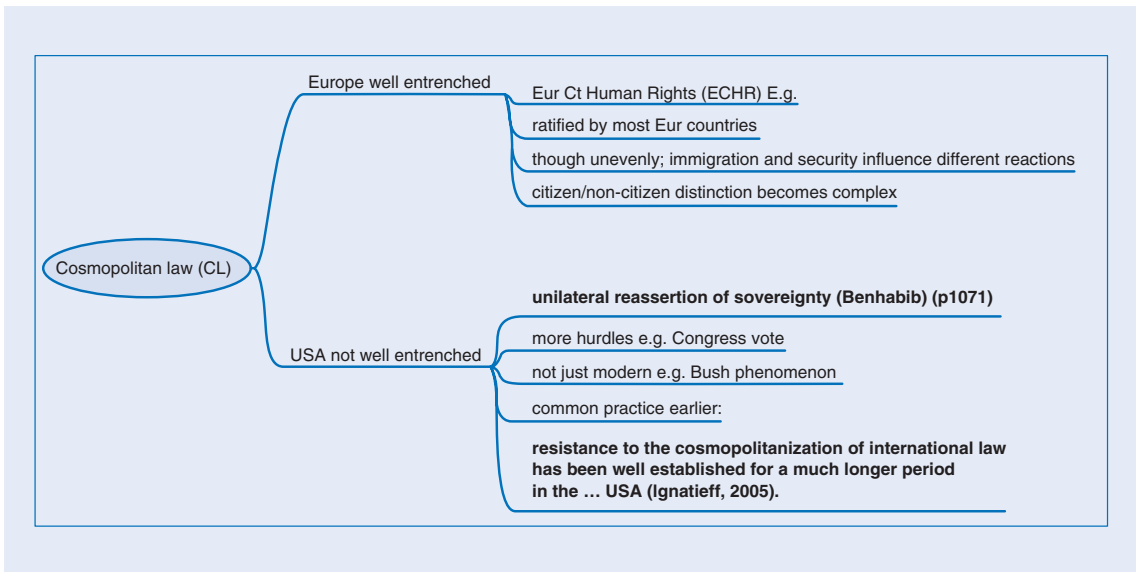 Cosmopolitan law (CL)
Europe well entrenched
Eur Ct Human Rights (ECHR) E.g.
ratified by most Eur countries
though unevenly; immigration and security influence different reactions
citizen/non-citizen distinction becomes complex
USA not well entrenched
unilateral reassertion of sovereignty (Benhabib) (p1071)
more hurdles e.g. Congress vote
not just modern e.g. Bush phenomenon
common practice earlier:
resistance to the cosmopolitanization of international law
has been well established for a much longer period
in the … USA (Ignatieff, 2005).